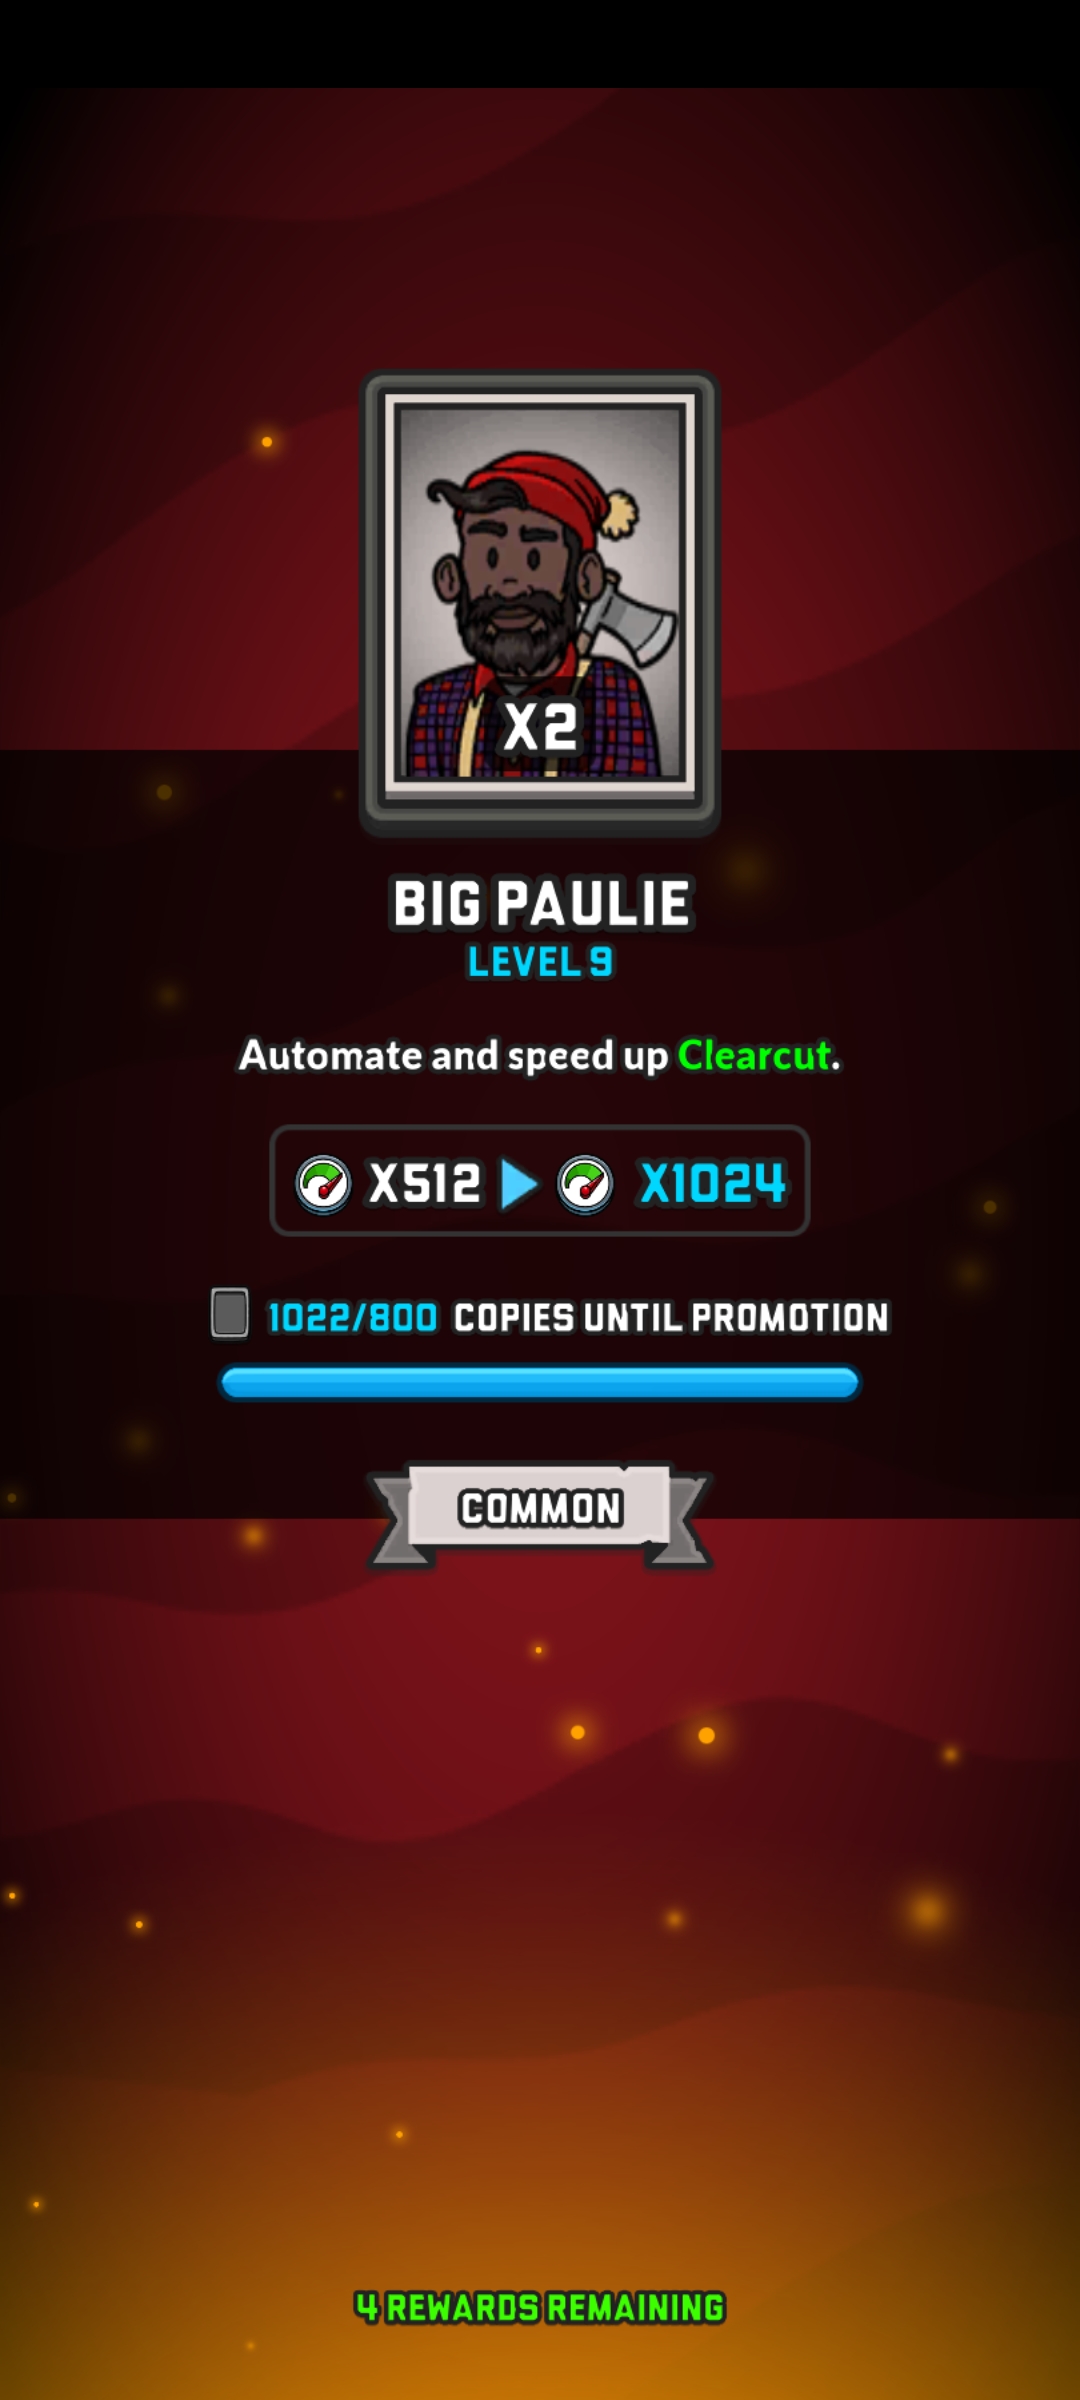 X2
BIG PAULIE
LEVEL 9
Automate and speed up Clearcut.
X512 X1024
1022/800 COPIES UNTIL PROMOTION
COMMON
4 REWARDS REMAINING